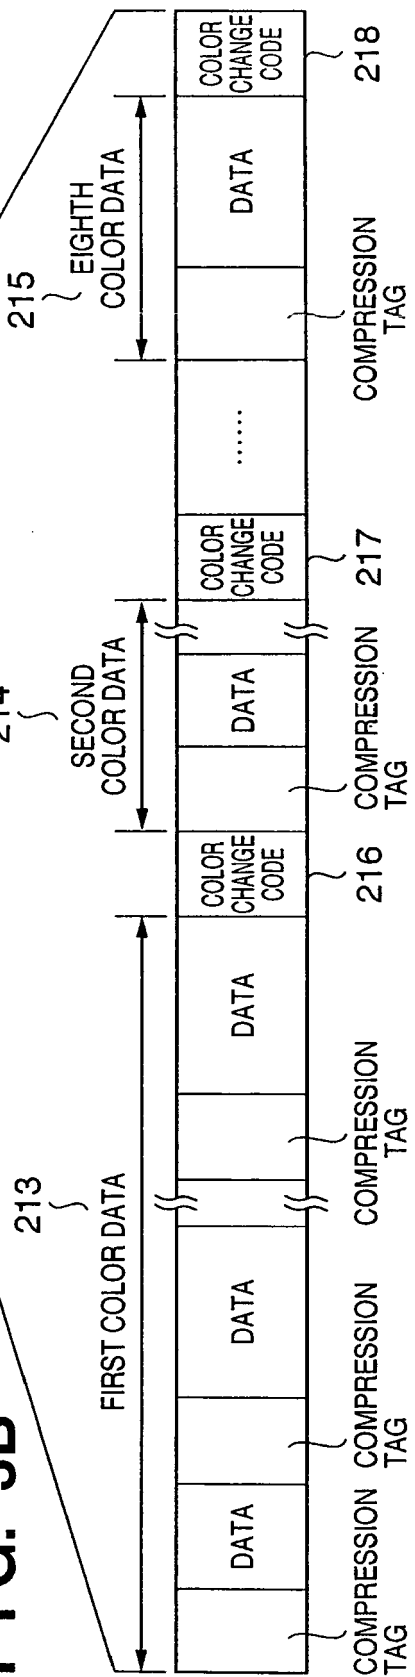 213
FIRST COLOR DATA
214
SECOND
COLOR DATA
215
EIGHTH
COLOR DATA
DATA
DATA
DATA
COLOR
CHANGE
CODE
DATA
COLOR
CHANGE
CODE
.......
DATA
COLOR
CHANGE
CODE
COMPRESSION
TAG
COMPRESSION
TAG
COMPRESSION
TAG
216
COMPRESSION
TAG
217
COMPRESSION
TAG
218